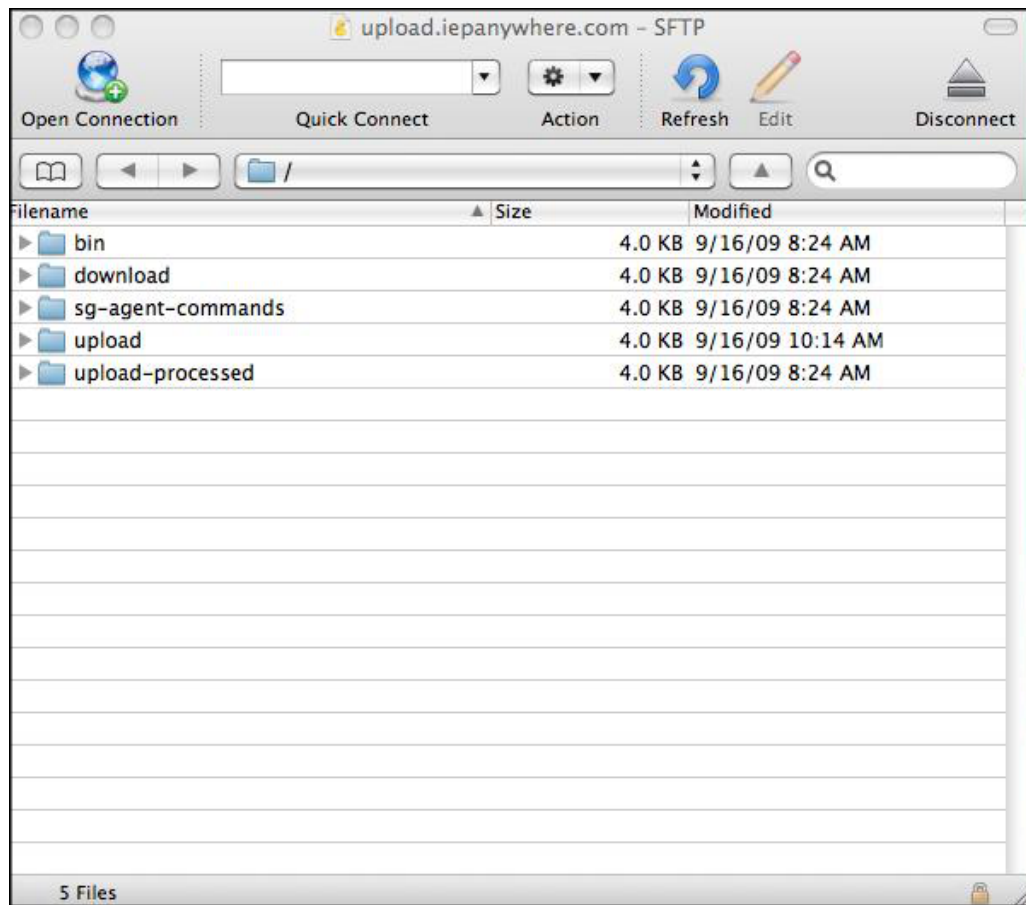 upload.iepanywhere.com – SFTP
Open Connection Quick Connect Action Refresh Edit Disconnect
/
Filename Size Modified
bin 4.0 KB 9/16/09 8:24 AM
download 4.0 KB 9/16/09 8:24 AM
sg-agent-commands 4.0 KB 9/16/09 8:24 AM
upload 4.0 KB 9/16/09 10:14 AM
upload-processed 4.0 KB 9/16/09 8:24 AM
5 Files